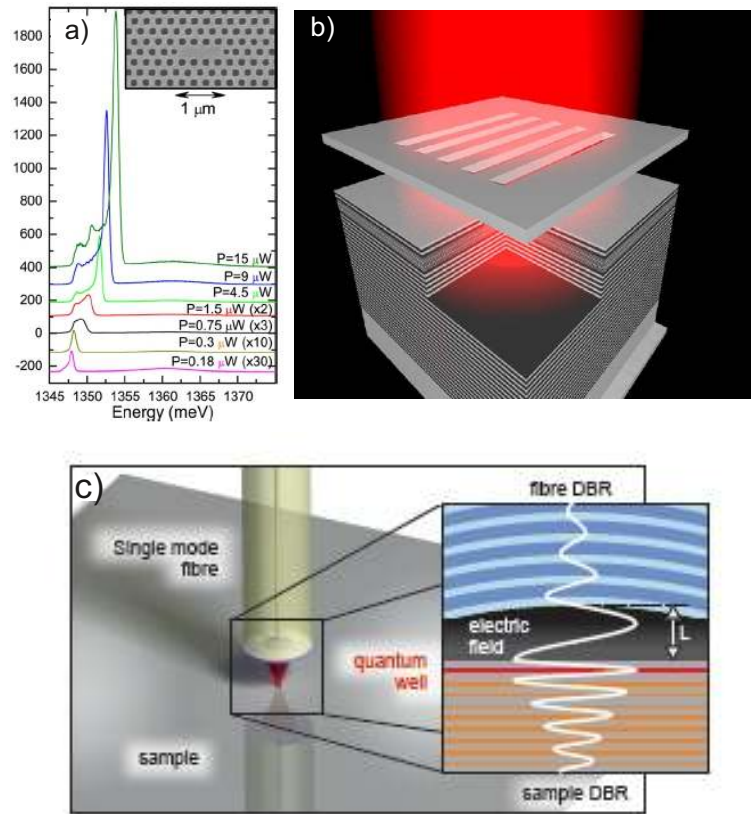 a)
1 μm
1800
1600
1400
1200
1000
800
600
400
200
0
-200
P=15 μW
P=9 μW
P=4.5 μW
P=1.5 μW (x2)
P=0.75 μW (x3)
P=0.3 μW (x10)
P=0.18 μW (x30)
1345 1350 1355 1360 1365 1370
Energy (meV)
b)
c)
fibre DBR
Single mode
fibre
electric
field
L
quantum
well
sample
sample DBR